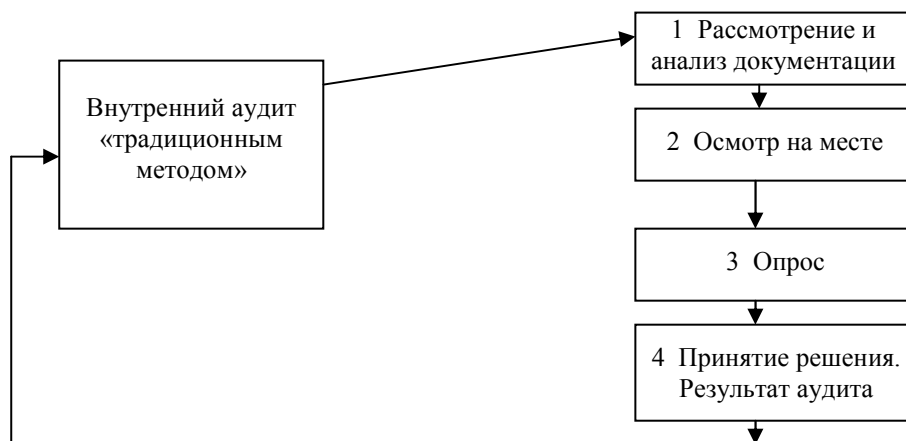 Внутренний аудит
«традиционным
методом»
1 Рассмотрение и
анализ документации
2 Осмотр на месте
3 Опрос
4 Принятие решения.
Результат аудита